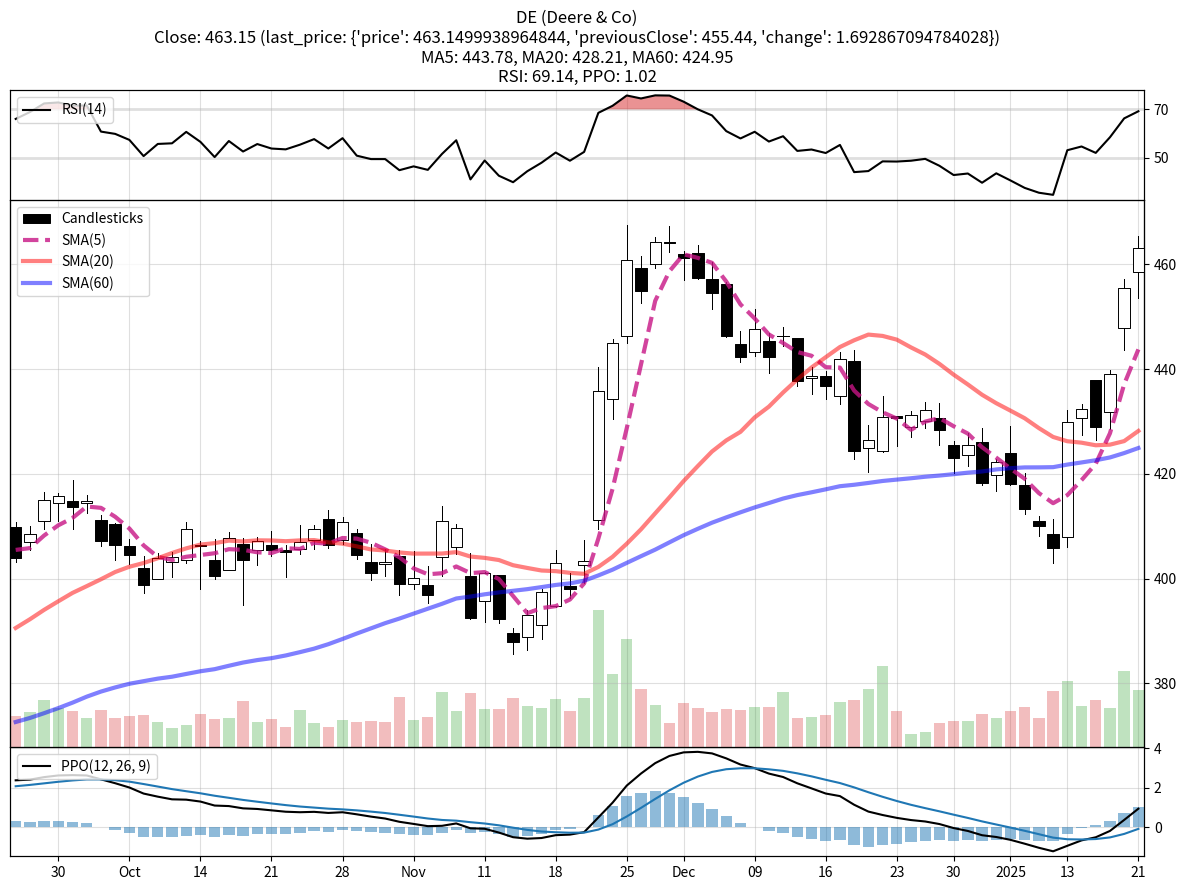 DE (Deere & Co)
Close: 463.15 (last_price: {'price': 463.1499938964844, 'previousClose': 455.44, 'change': 1.692867094784028})
MA5: 443.78, MA20: 428.21, MA60: 424.95
RSI: 69.14, PPO: 1.02
RSI(14)
70
50
Candlesticks
SMA(5)
SMA(20)
SMA(60)
460
440
420
400
380
PPO(12, 26, 9)
4
2
0
30 Oct 14 21 28 Nov 11 18 25 Dec 09 16 23 30 2025 13 21